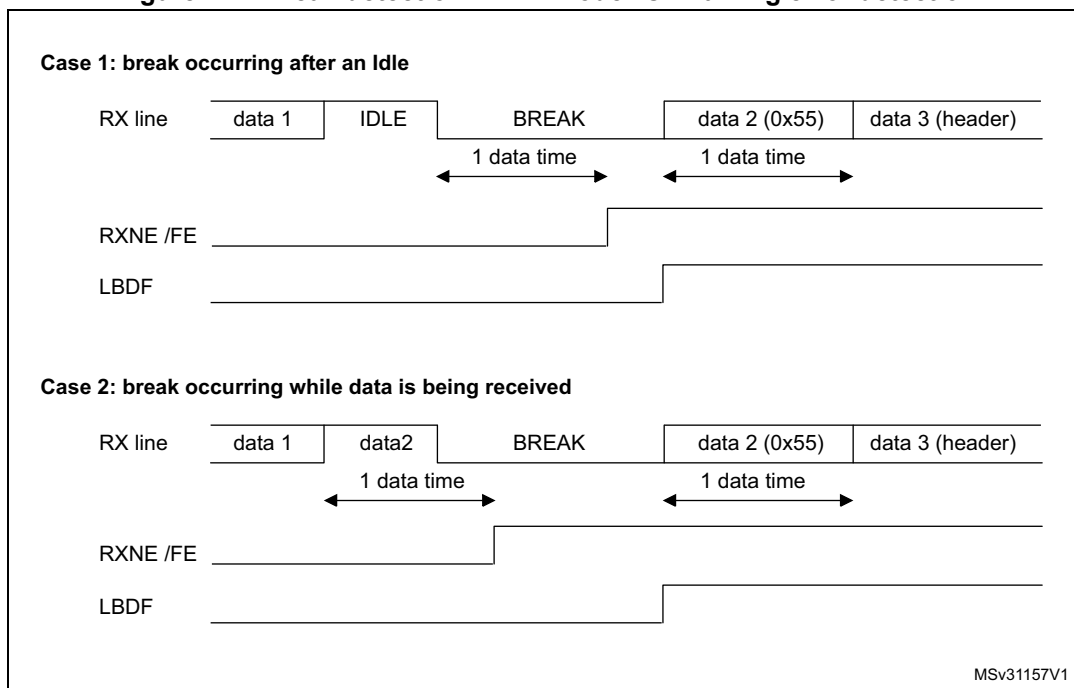 Case 1: break occurring after an Idle
RX line data 1 IDLE BREAK data 2 (0x55) data 3 (header)
1 data time 1 data time
RXNE /FE
LBDF
Case 2: break occurring while data is being received
RX line data 1 data2 BREAK data 2 (0x55) data 3 (header)
1 data time 1 data time
RXNE /FE
LBDF
MSv31157V1